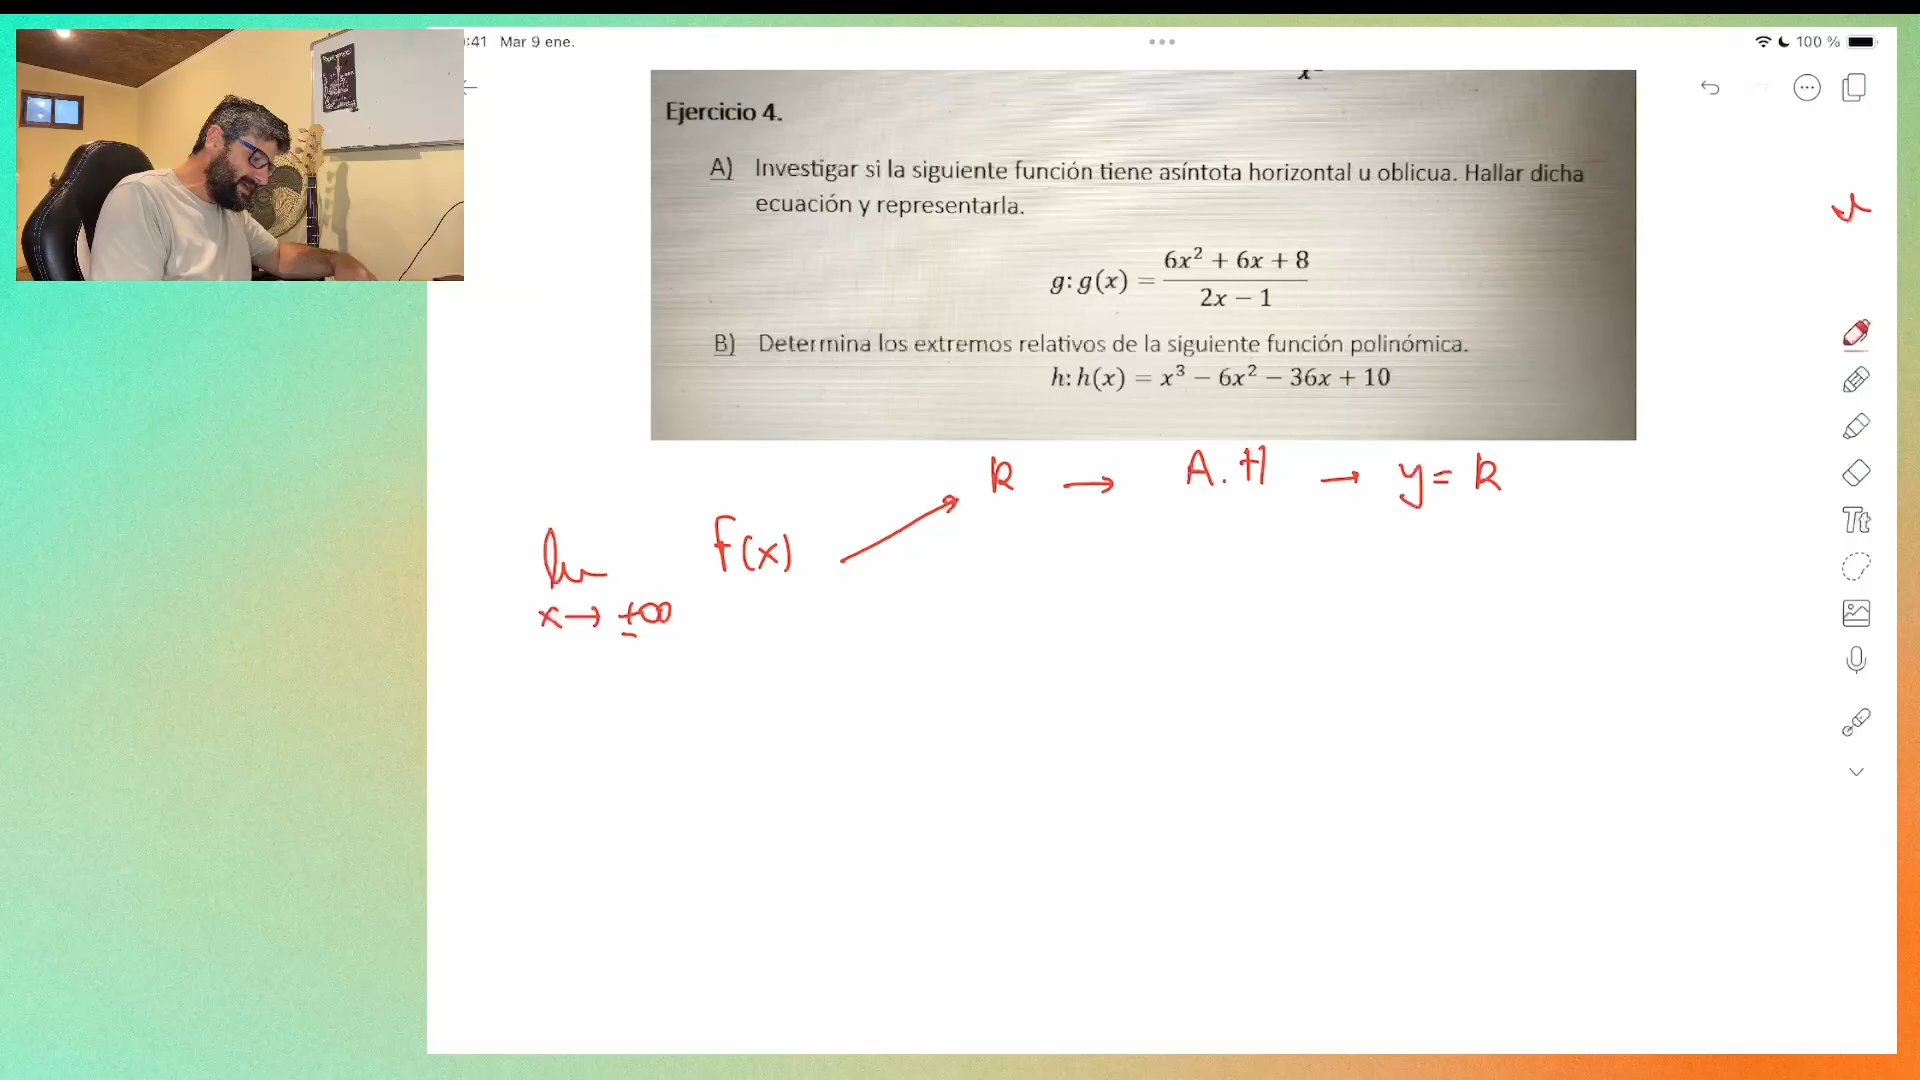 :41 Mar 9 ene.
100 %
Ejercicio 4.
A) Investigar si la siguiente función tiene asíntota horizontal u oblicua. Hallar dicha
ecuación y representarla.
g: g(x) = (6x² + 6x + 8) / (2x − 1)
B) Determina los extremos relativos de la siguiente función polinómica.
h: h(x) = x³ − 6x² − 36x + 10
k → A.H → y = k
lim f(x)
x → ±∞
Tt